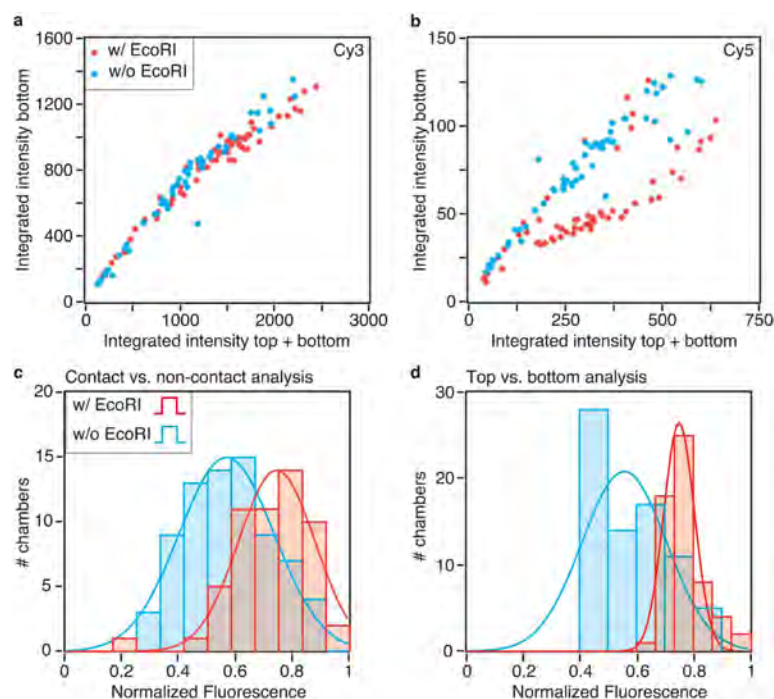 a
b
1600
w/ EcoRI
w/o EcoRI
Cy3
1200
800
400
0
Integrated intensity bottom
0 1000 2000 3000
Integrated intensity top + bottom
150
Cy5
100
50
0
Integrated intensity bottom
0 250 500 750
Integrated intensity top + bottom
c Contact vs. non-contact analysis
20
w/ EcoRI
w/o EcoRI
15
10
5
0
# chambers
0 0.2 0.4 0.6 0.8 1
Normalized Fluorescence
d Top vs. bottom analysis
30
20
10
0
# chambers
0 0.2 0.4 0.6 0.8 1
Normalized Fluorescence